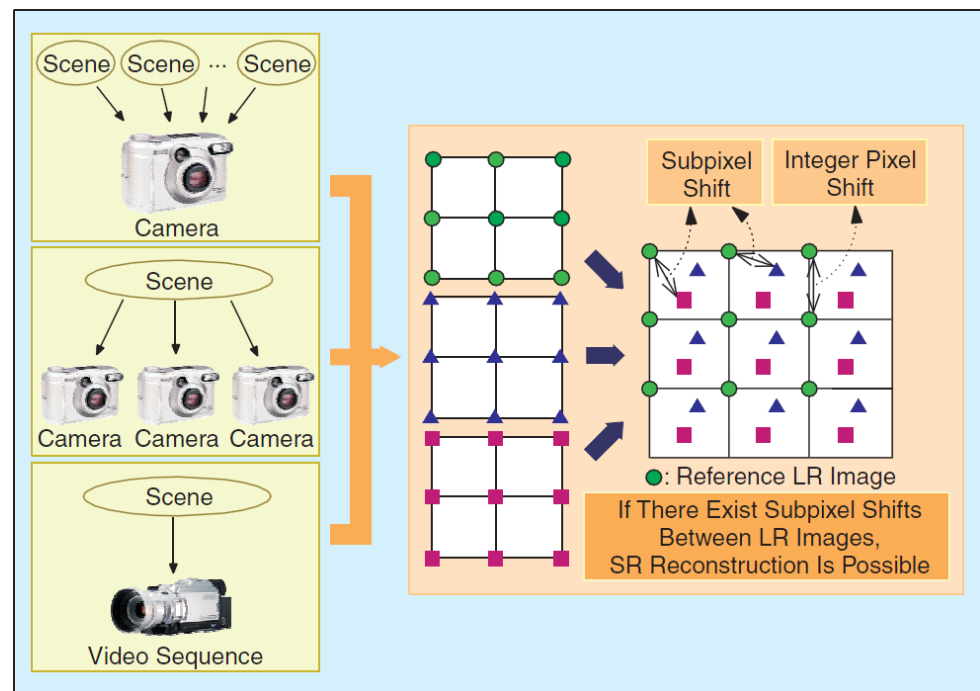 Scene Scene ... Scene
Camera
Scene
Camera Camera Camera
Scene
Video Sequence
Subpixel
Shift
Integer Pixel
Shift
: Reference LR Image
If There Exist Subpixel Shifts
Between LR Images,
SR Reconstruction Is Possible